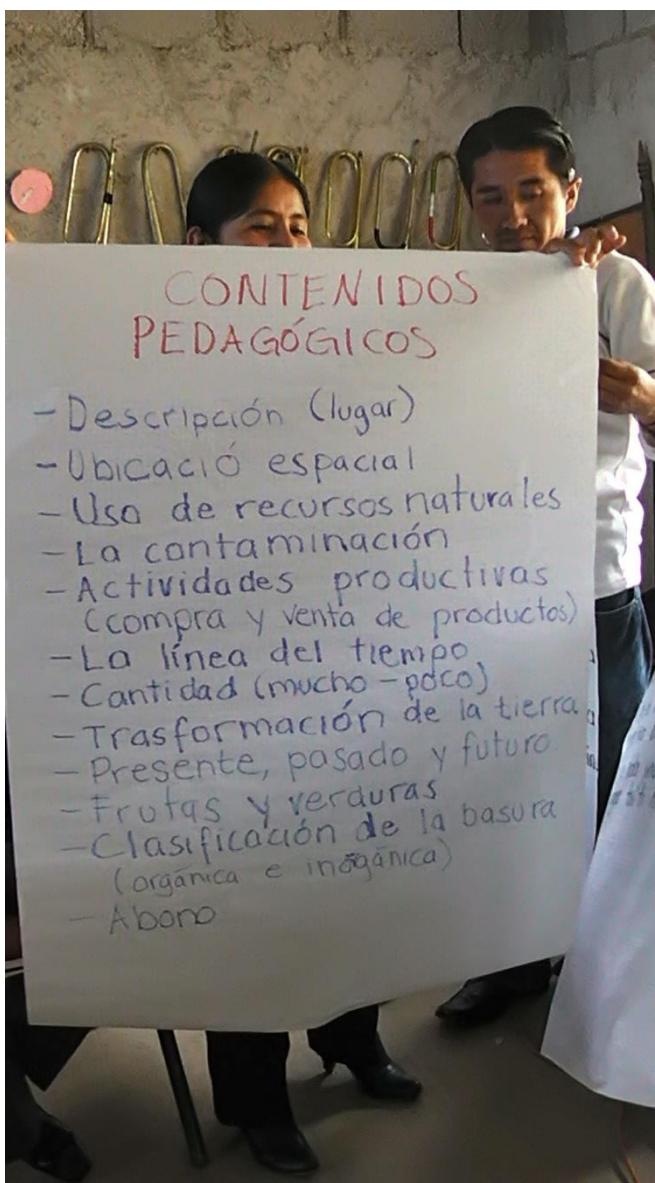 CONTENIDOS
PEDAGÓGICOS
- Descripción (lugar)
- Ubicació espacial
- Uso de recursos naturales
- La contaminación
- Actividades productivas
(compra y venta de productos)
- La línea del tiempo
- Cantidad (mucho - poco)
- Trasformación de la tierra
- Presente, pasado y futuro
- Frutas y verduras
- Clasificación de la basura
(orgánica e inogánica)
- Abono